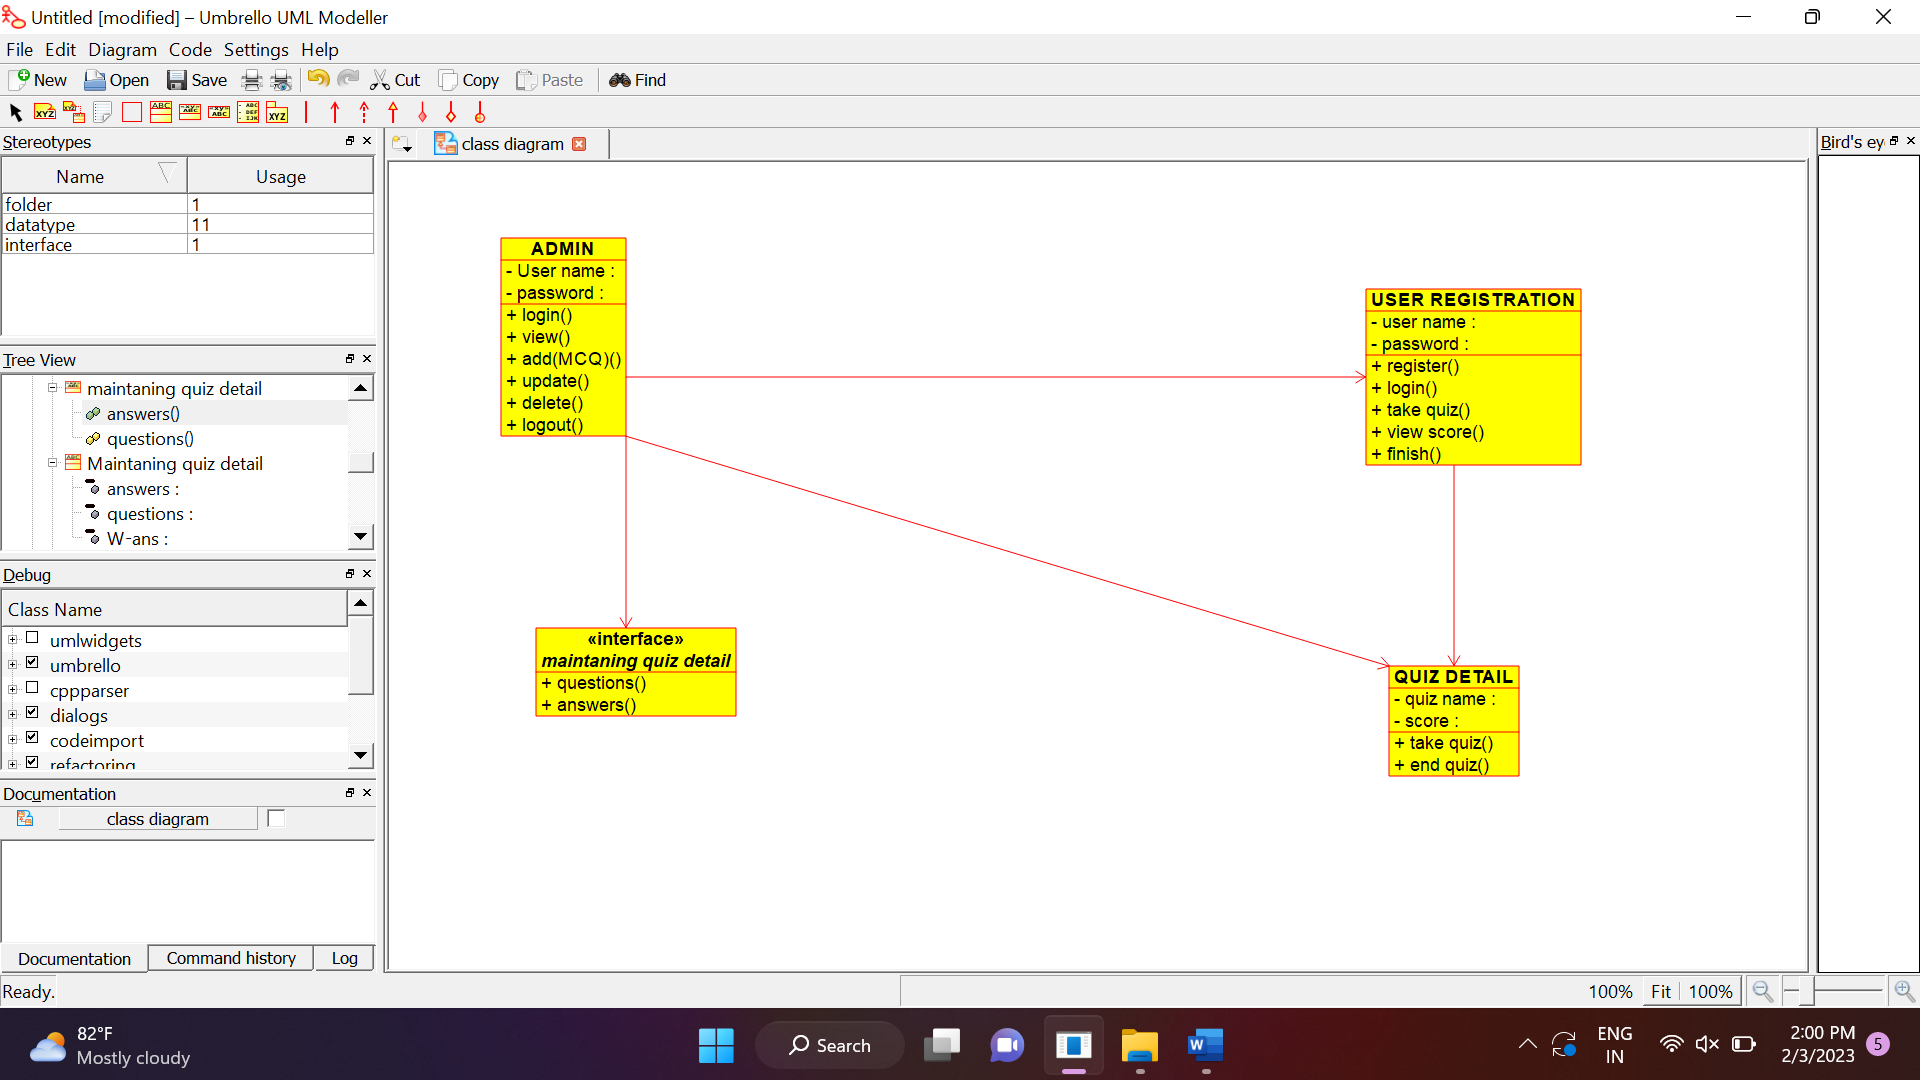 Untitled [modified] – Umbrello UML Modeller
File Edit Diagram Code Settings Help
New Open Save Cut Copy Paste Find
Stereotypes
Name Usage
folder 1
datatype 11
interface 1
Tree View
maintaning quiz detail
answers()
questions()
Maintaning quiz detail
answers :
questions :
W-ans :
Debug
Class Name
umlwidgets
umbrello
cppparser
dialogs
codeimport
refactoring
Documentation
class diagram
Documentation Command history Log
Ready.
class diagram
ADMIN
- User name :
- password :
+ login()
+ view()
+ add(MCQ)()
+ update()
+ delete()
+ logout()
USER REGISTRATION
- user name :
- password :
+ register()
+ login()
+ take quiz()
+ view score()
+ finish()
«interface»
maintaning quiz detail
+ questions()
+ answers()
QUIZ DETAIL
- quiz name :
- score :
+ take quiz()
+ end quiz()
Bird's ey
100% Fit 100%
82°F
Mostly cloudy
Search
ENG
IN
2:00 PM
2/3/2023
5